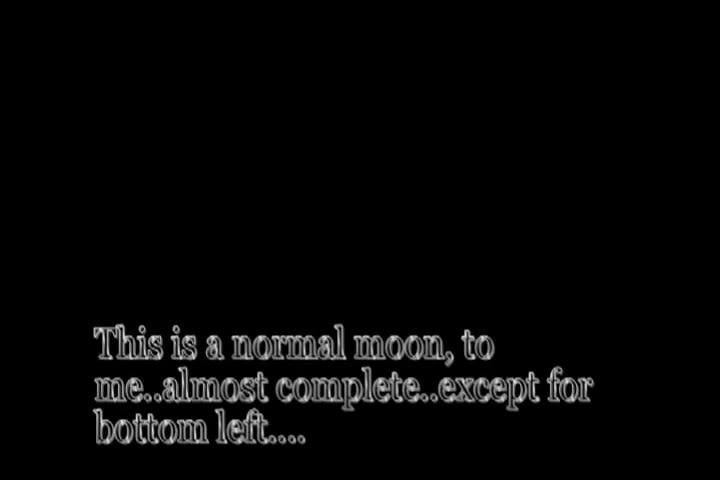 This is a normal moon, to
me..almost complete..except for
bottom left....